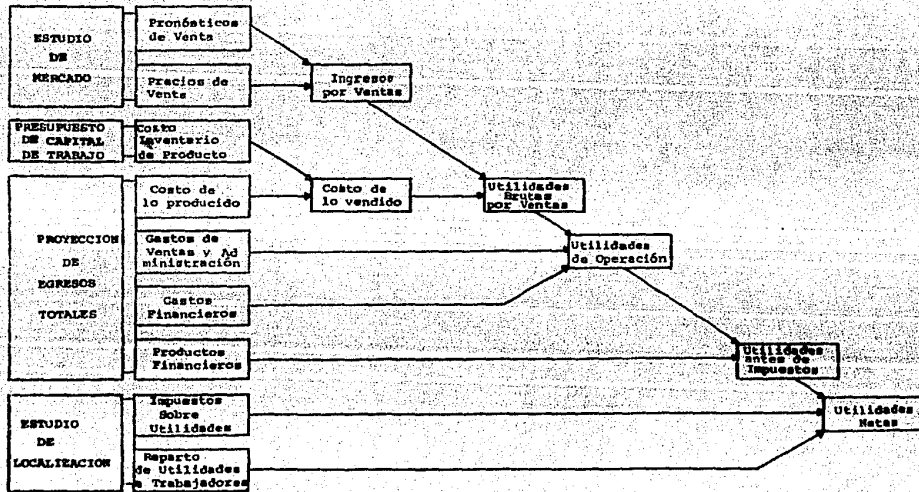 ESTUDIO
DE
MERCADO
Pronósticos
de Venta
Precios de
Venta
Ingresos
por Ventas
PRESUPUESTO
DE CAPITAL
DE TRABAJO
Costo
Inventario
de Producto
Costo de
lo producido
Costo de
lo vendido
Utilidades
Brutas
por Ventas
PROYECCION
DE
EGRESOS
TOTALES
Gastos de
Ventas y Ad
ministración
Utilidades
de Operación
Gastos
Financieros
Productos
Financieros
Utilidades
antes de
Impuestos
ESTUDIO
DE
LOCALIZACION
Impuestos
Sobre
Utilidades
Utilidades
Netas
Reparto
de Utilidades
a Trabajadores